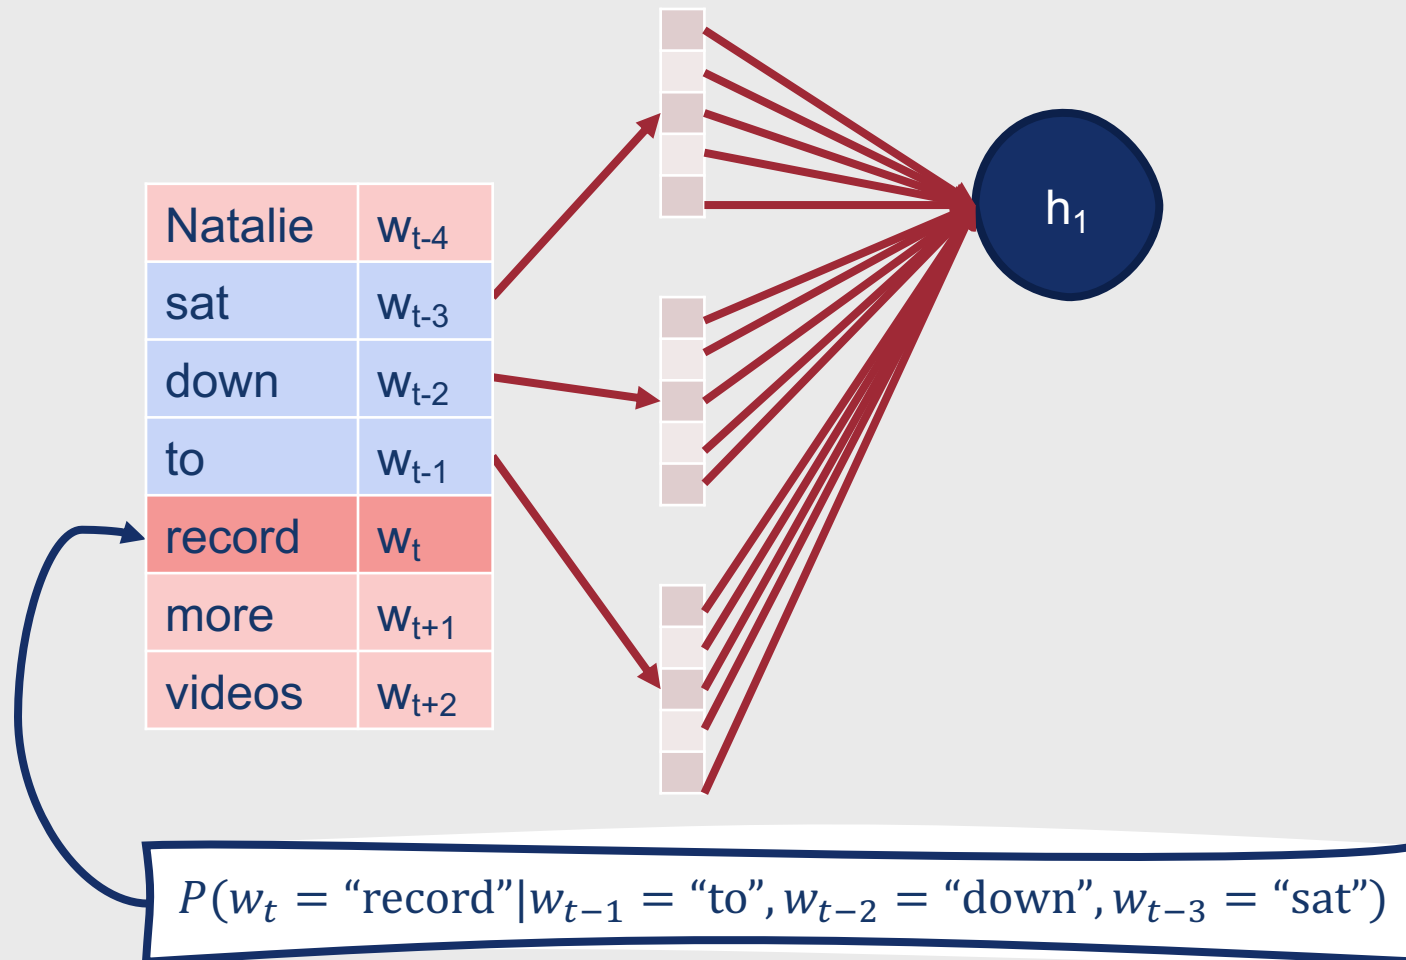 Natalie w_{t-4}
sat w_{t-3}
down w_{t-2}
to w_{t-1}
record w_t
more w_{t+1}
videos w_{t+2}
h_1
P(w_t = “record”|w_{t−1} = “to”, w_{t−2} = “down”, w_{t−3} = “sat”)